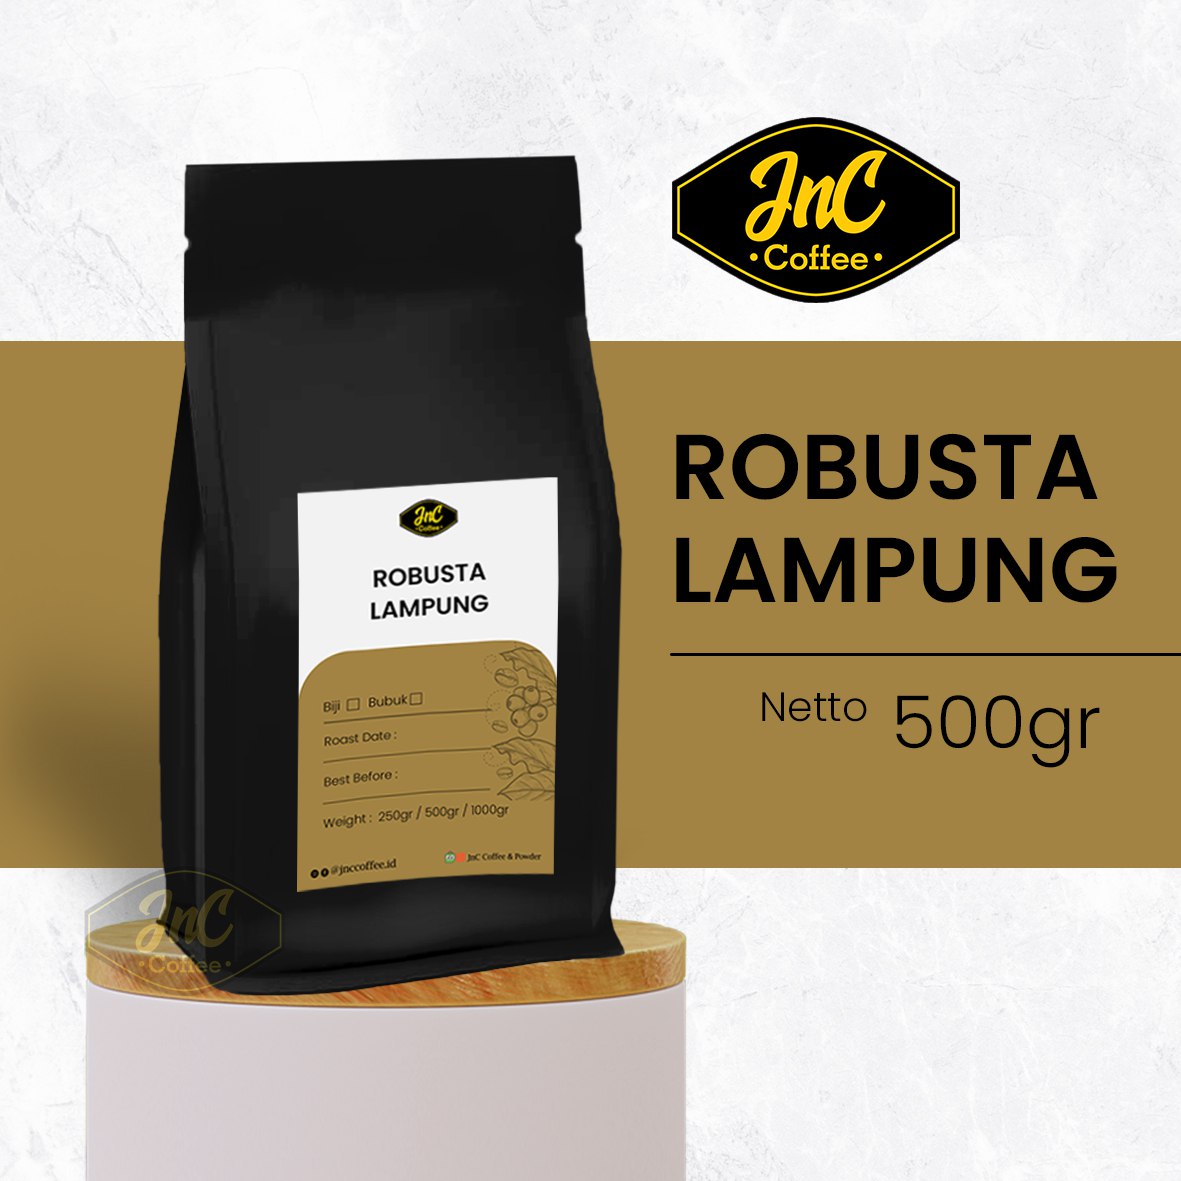 JnC
Coffee
ROBUSTA
LAMPUNG
Netto 500gr
JnC
Coffee
ROBUSTA
LAMPUNG
Biji Bubuk
Roast Date :
Best Before :
Weight : 250gr / 500gr / 1000gr
@jnccoffee.id JnC Coffee & Powder
JnC
Coffee